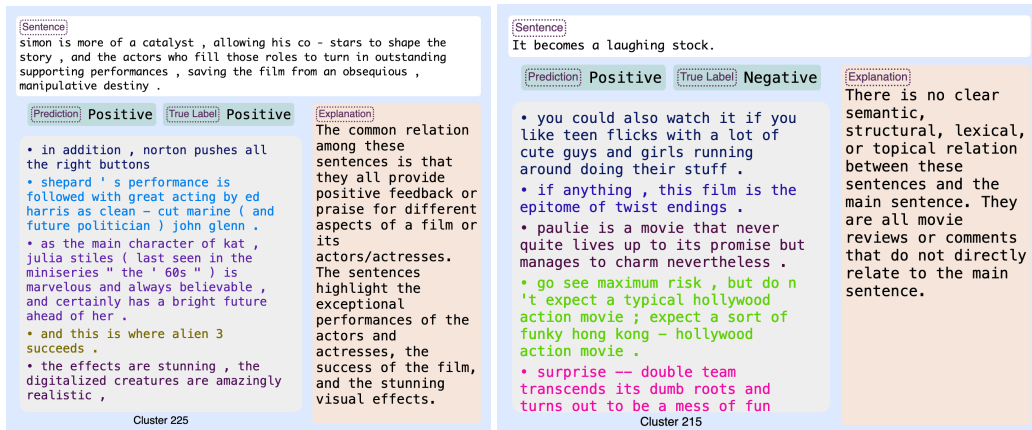 Sentence
simon is more of a catalyst , allowing his co - stars to shape the
story , and the actors who fill those roles to turn in outstanding
supporting performances , saving the film from an obsequious ,
manipulative destiny .
Prediction Positive True Label Positive
• in addition , norton pushes all
the right buttons
• shepard ' s performance is
followed with great acting by ed
harris as clean - cut marine ( and
future politician ) john glenn .
• as the main character of kat ,
julia stiles ( last seen in the
miniseries " the ' 60s " ) is
marvelous and always believable ,
and certainly has a bright future
ahead of her .
• and this is where alien 3
succeeds .
• the effects are stunning , the
digitalized creatures are amazingly
realistic ,
Explanation
The common relation
among these
sentences is that
they all provide
positive feedback or
praise for different
aspects of a film or
its
actors/actresses.
The sentences
highlight the
exceptional
performances of the
actors and
actresses, the
success of the film,
and the stunning
visual effects.
Cluster 225
Sentence
It becomes a laughing stock.
Prediction Positive True Label Negative
• you could also watch it if you
like teen flicks with a lot of
cute guys and girls running
around doing their stuff .
• if anything , this film is the
epitome of twist endings .
• paulie is a movie that never
quite lives up to its promise but
manages to charm nevertheless .
• go see maximum risk , but do n
't expect a typical hollywood
action movie ; expect a sort of
funky hong kong - hollywood
action movie .
• surprise -- double team
transcends its dumb roots and
turns out to be a mess of fun
Explanation
There is no clear
semantic,
structural, lexical,
or topical relation
between these
sentences and the
main sentence. They
are all movie
reviews or comments
that do not directly
relate to the main
sentence.
Cluster 215